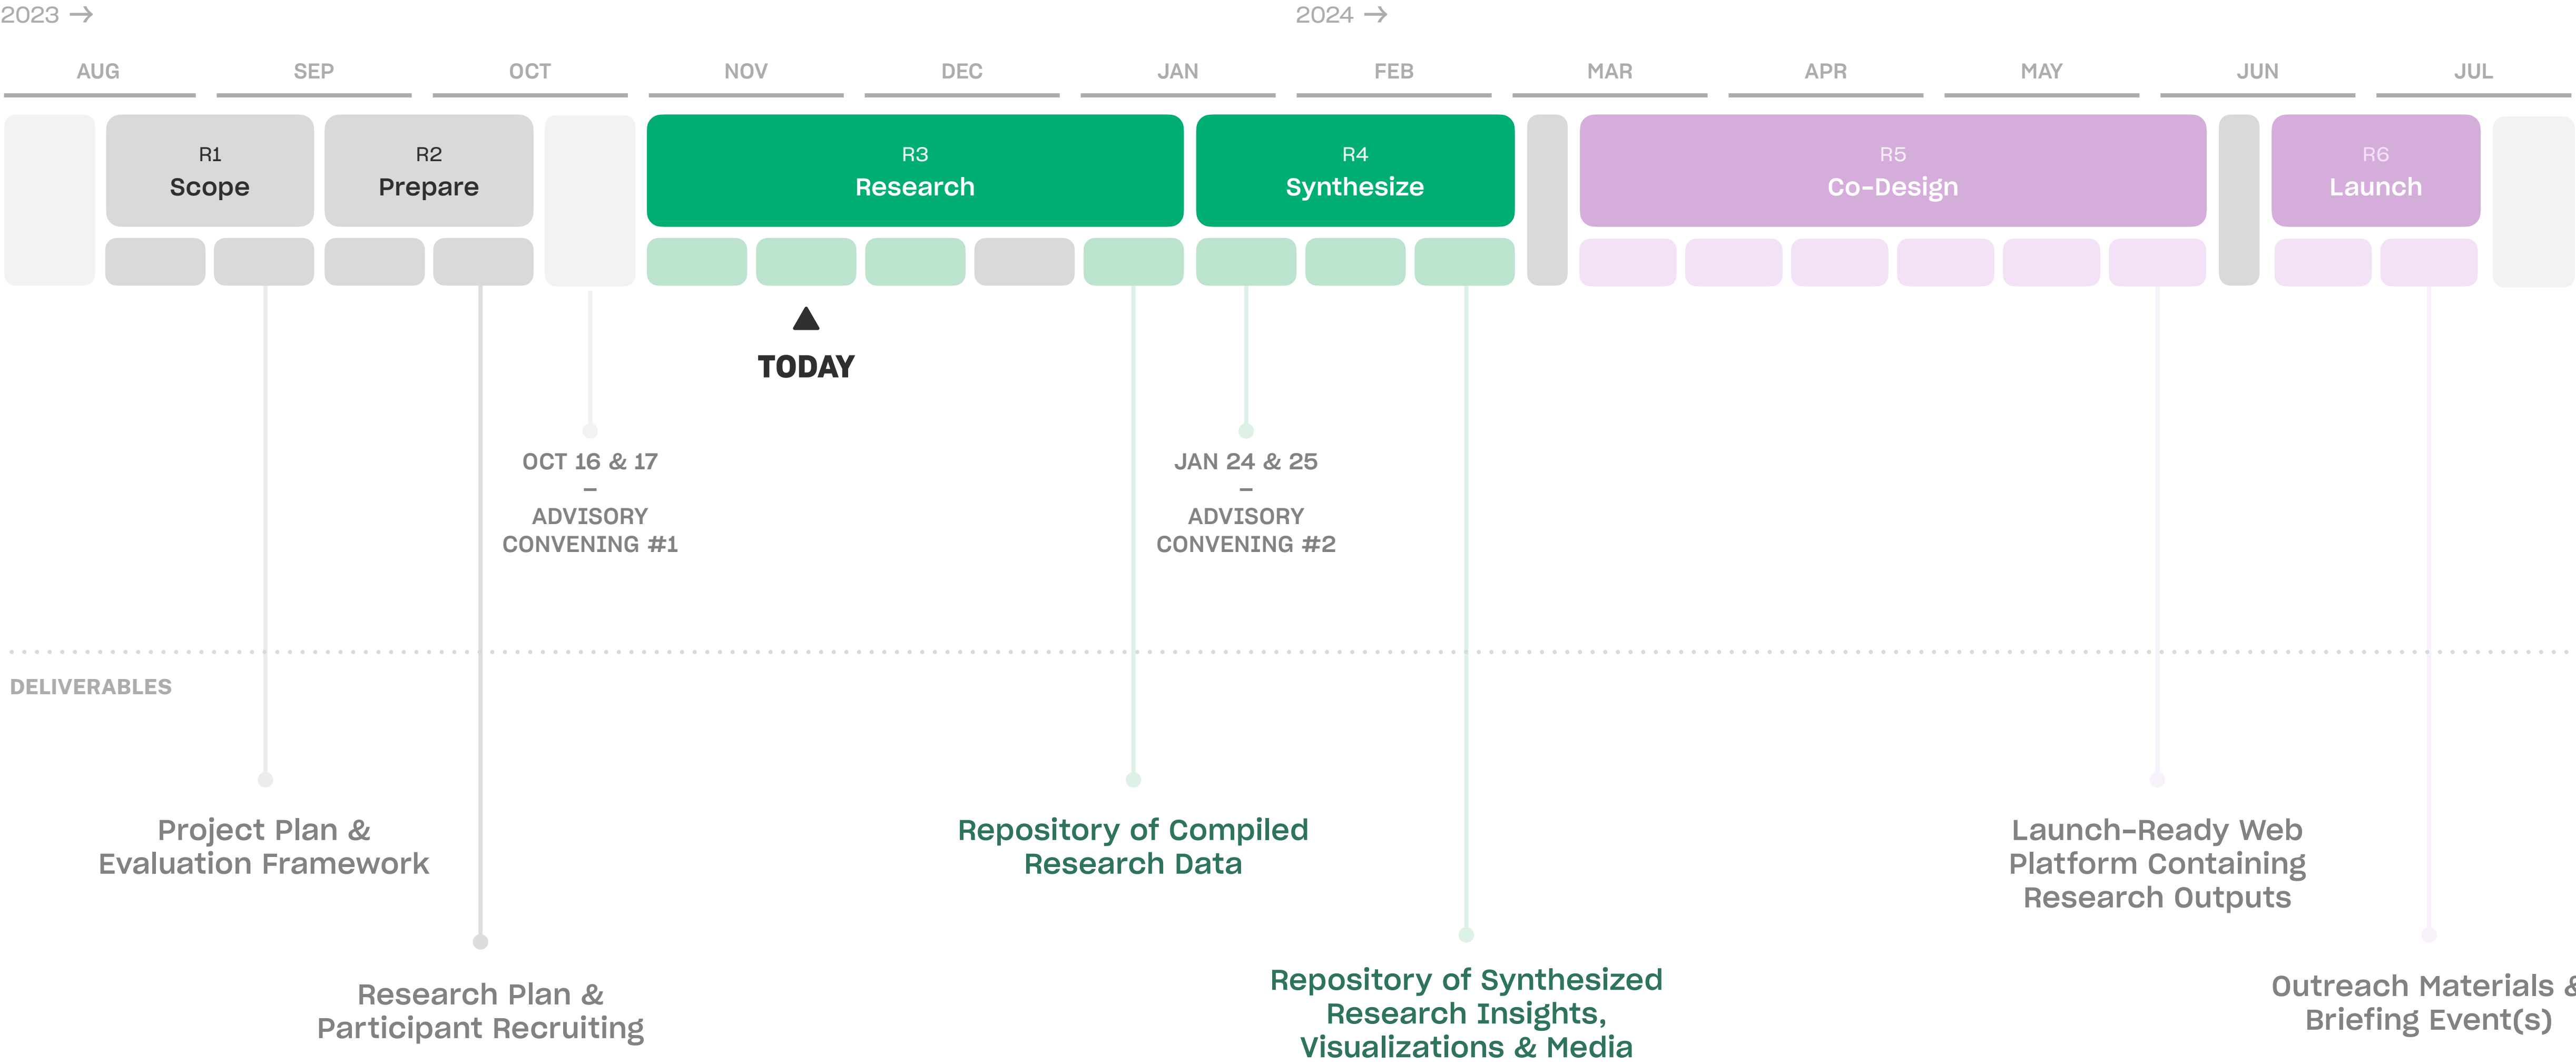 2023 →
2024 →
AUG
SEP
OCT
NOV
DEC
JAN
FEB
MAR
APR
MAY
JUN
JUL
R1
Scope
R2
Prepare
R3
Research
R4
Synthesize
R5
Co-Design
R6
Launch
TODAY
OCT 16 & 17
–
ADVISORY
CONVENING #1
JAN 24 & 25
–
ADVISORY
CONVENING #2
DELIVERABLES
Project Plan &
Evaluation Framework
Research Plan &
Participant Recruiting
Repository of Compiled
Research Data
Repository of Synthesized
Research Insights,
Visualizations & Media
Launch-Ready Web
Platform Containing
Research Outputs
Outreach Materials &
Briefing Event(s)